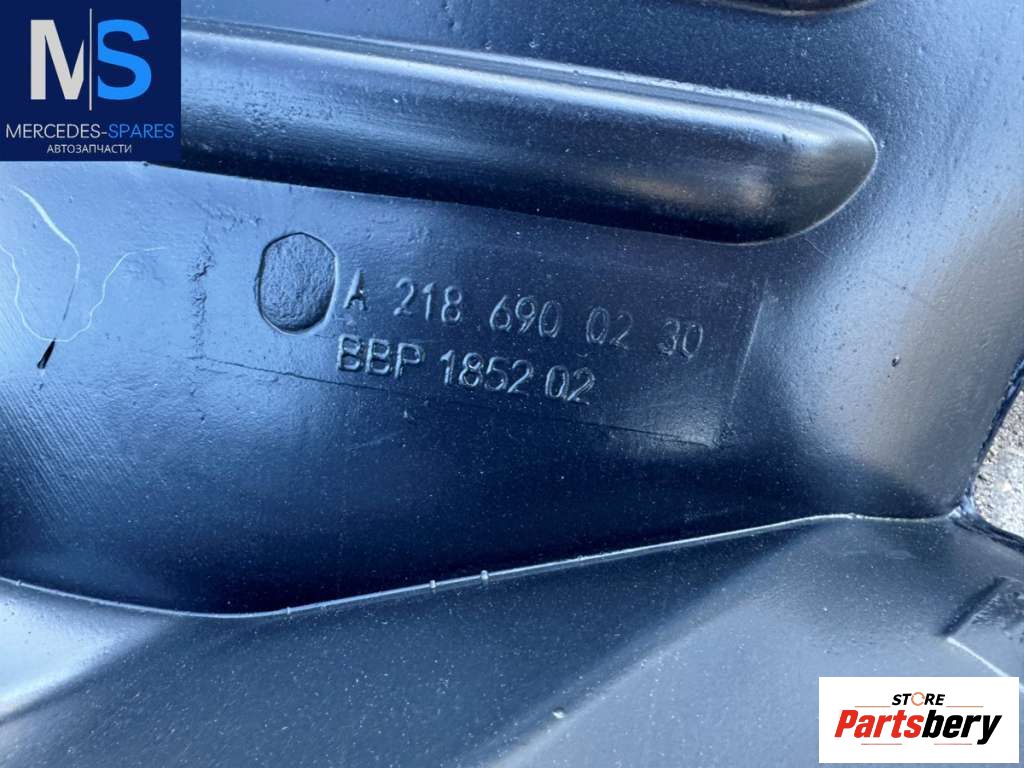 MS
MERCEDES-SPARES
АВТОЗАПЧАСТИ
A 218 690 02 30
BBP 1852 02
STORE
Partsbery